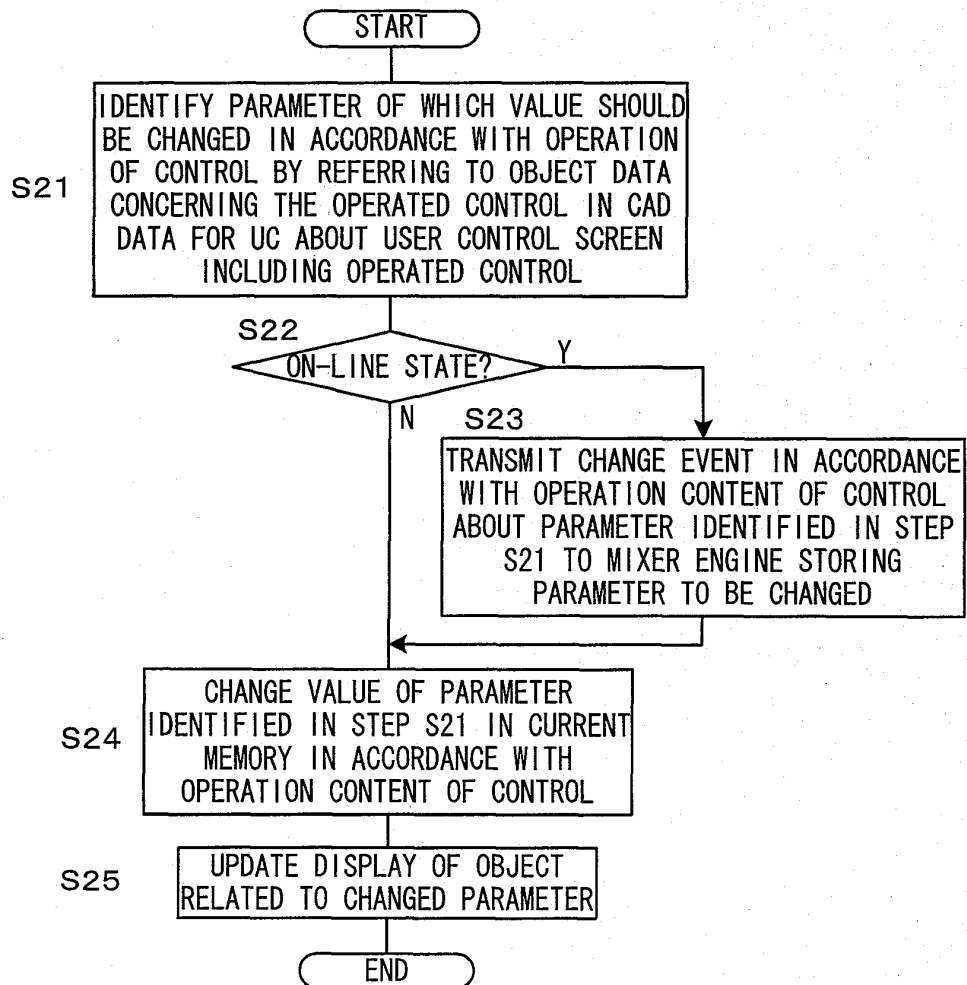 START
S21
IDENTIFY PARAMETER OF WHICH VALUE SHOULD
BE CHANGED IN ACCORDANCE WITH OPERATION
OF CONTROL BY REFERRING TO OBJECT DATA
CONCERNING THE OPERATED CONTROL IN CAD
DATA FOR UC ABOUT USER CONTROL SCREEN
INCLUDING OPERATED CONTROL
S22
ON-LINE STATE?
Y
N
S23
TRANSMIT CHANGE EVENT IN ACCORDANCE
WITH OPERATION CONTENT OF CONTROL
ABOUT PARAMETER IDENTIFIED IN STEP
S21 TO MIXER ENGINE STORING
PARAMETER TO BE CHANGED
S24
CHANGE VALUE OF PARAMETER
IDENTIFIED IN STEP S21 IN CURRENT
MEMORY IN ACCORDANCE WITH
OPERATION CONTENT OF CONTROL
S25
UPDATE DISPLAY OF OBJECT
RELATED TO CHANGED PARAMETER
END